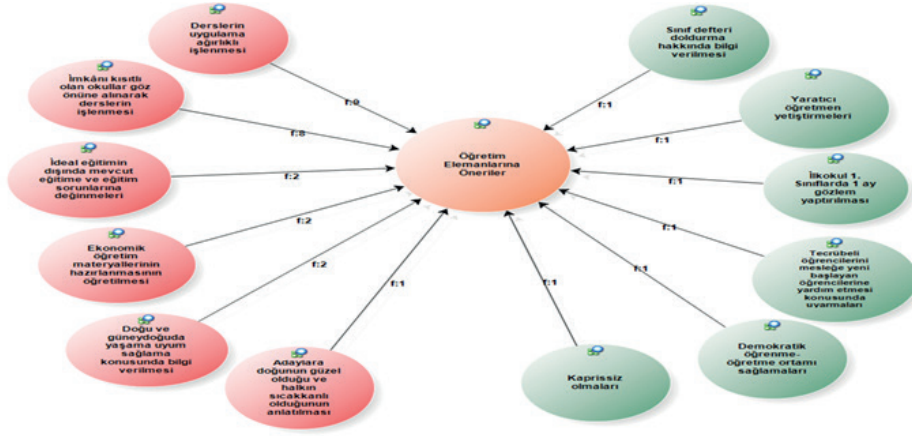 Derslerin
uygulama
ağırlıklı
işlenmesi
f:9
İmkânı kısıtlı
olan okullar göz
önüne alınarak
derslerin
işlenmesi
f:8
İdeal eğitimin
dışında mevcut
eğitime ve eğitim
sorunlarına
değinmeleri
f:2
Ekonomik
öğretim
materyallerinin
hazırlanmasının
öğretilmesi
f:2
Doğu ve
güneydoğuda
yaşama uyum
sağlama
konusunda bilgi
verilmesi
f:2
Adaylara
doğunun güzel
olduğu ve
halkın
sıcakkanlı
olduğunun
anlatılması
f:1
Öğretim
Elemanlarına
Öneriler
Sınıf defteri
doldurma
hakkında bilgi
verilmesi
f:1
Yaratıcı
öğretmen
yetiştirmeleri
f:1
İlkokul 1.
Sınıflarda 1 ay
gözlem
yaptırılması
f:1
Tecrübeli
öğrencilerini
mesleğe yeni
başlayan
öğrencilerine
yardım etmesi
konusunda
uyarmaları
f:1
Demokratik
öğrenme-
öğretme ortamı
sağlamaları
f:1
Kaprissiz
olmaları
f:1